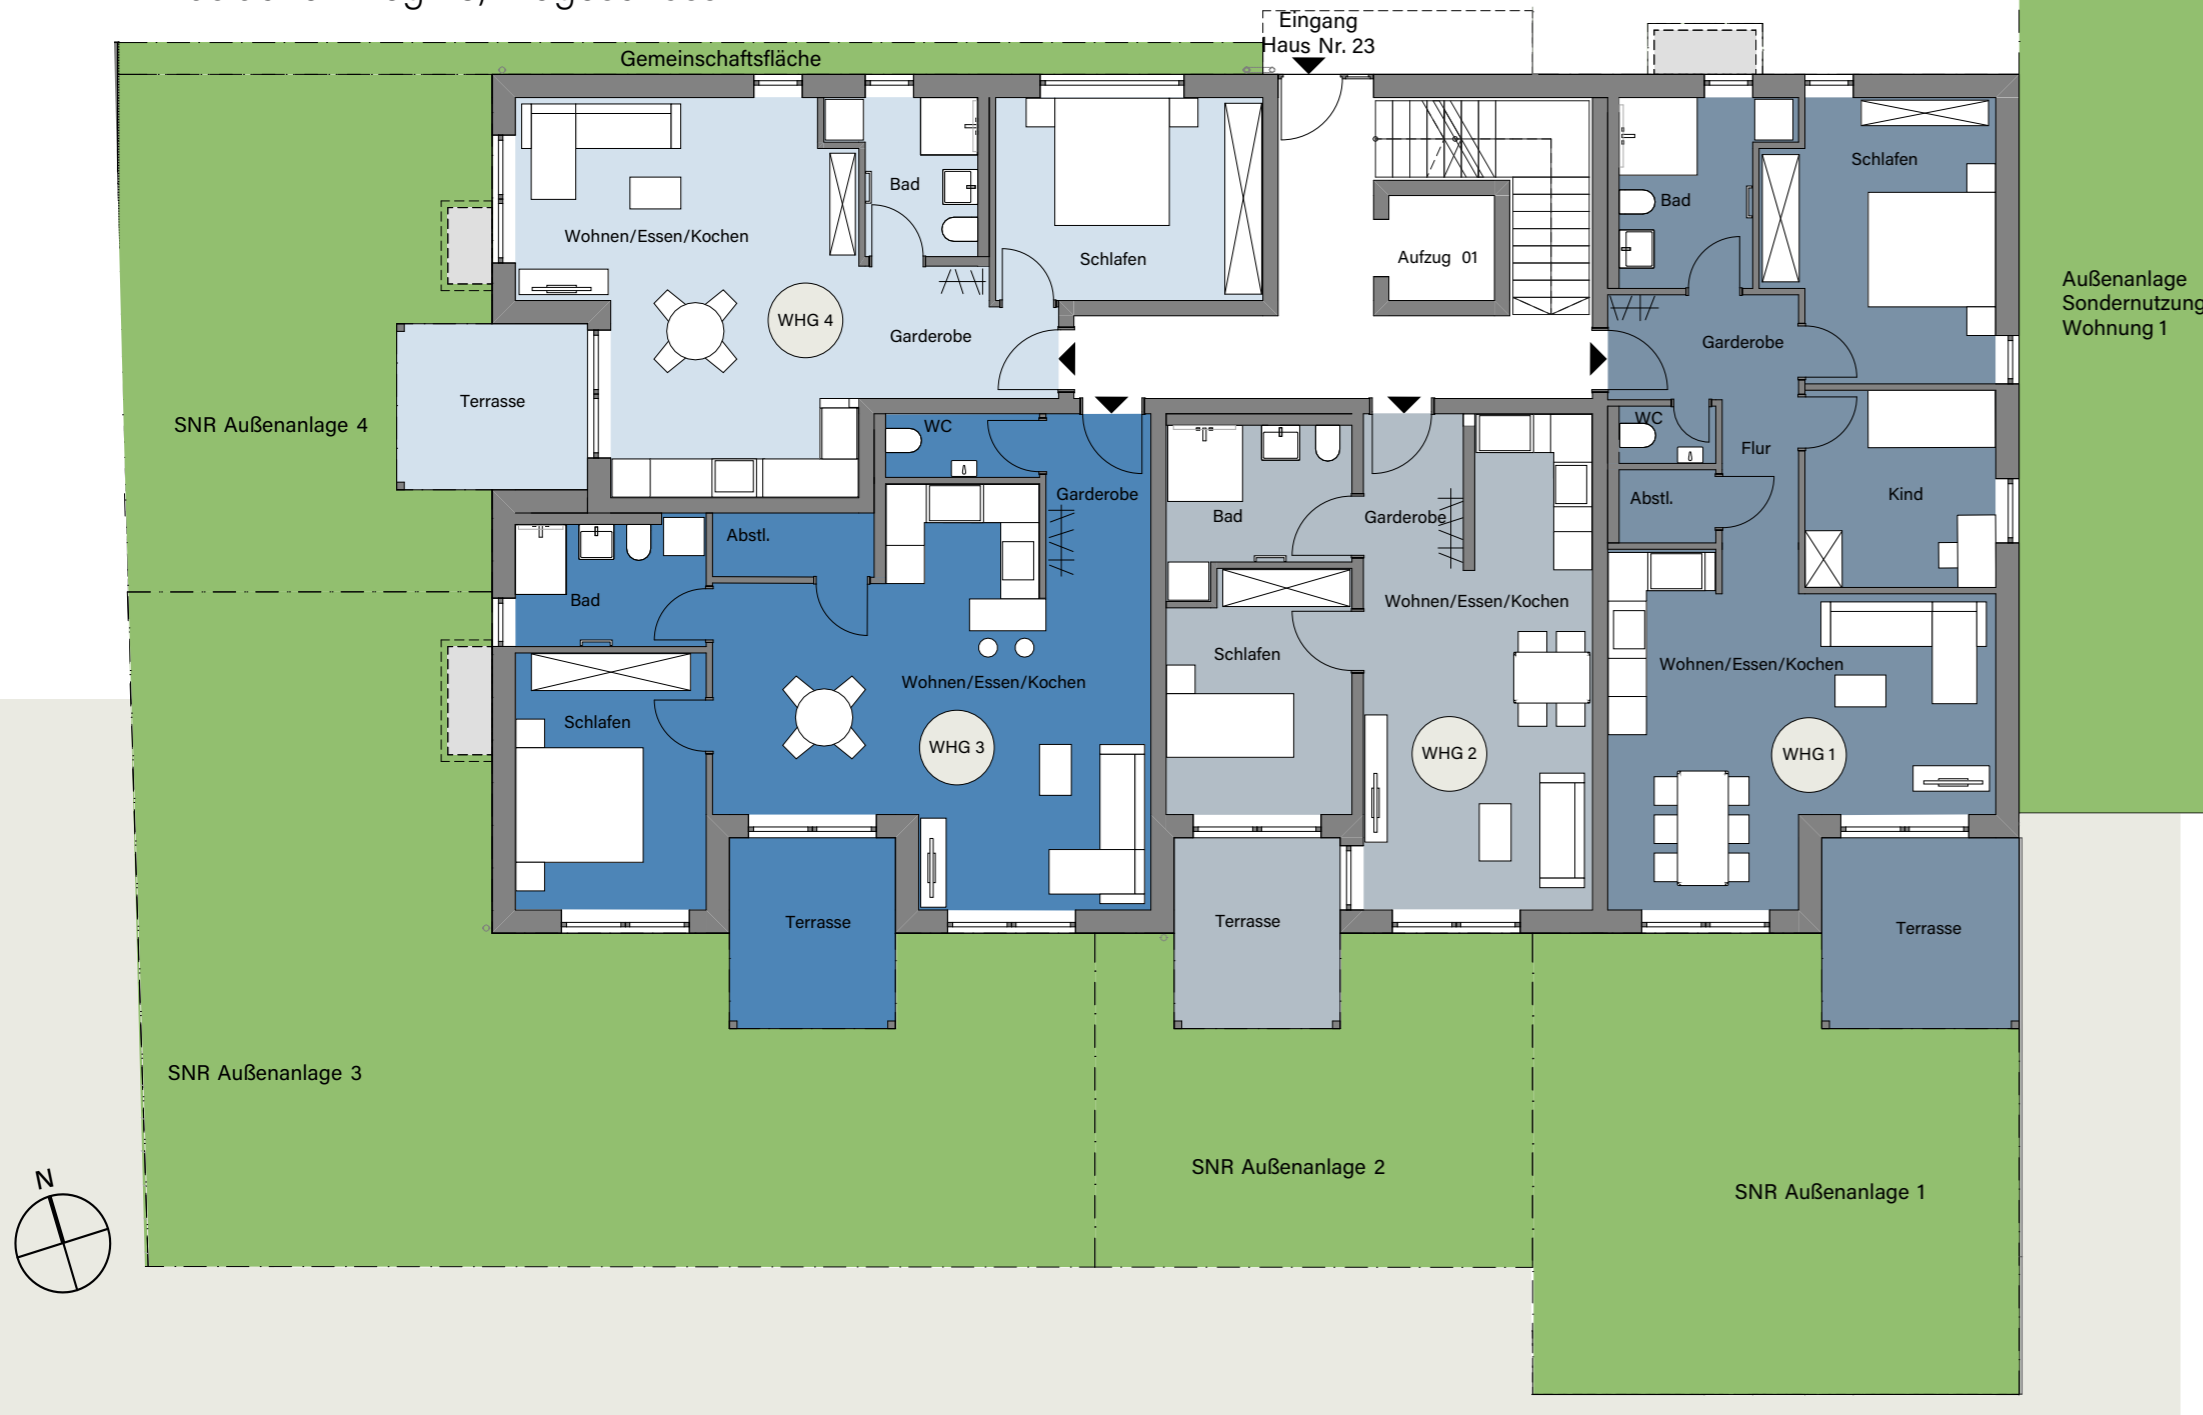 Eingang
Haus Nr. 23
Gemeinschaftsfläche
Bad
Schlafen
Wohnen/Essen/Kochen
Schlafen
Aufzug 01
Bad
Schlafen
WHG 4
Garderobe
Garderobe
Außenanlage
Sondernutzung
Wohnung 1
Terrasse
SNR Außenanlage 4
WC
WC
Flur
Garderobe
Abstl.
Kind
Abstl.
Bad
Garderobe
Bad
Wohnen/Essen/Kochen
Schlafen
Wohnen/Essen/Kochen
Wohnen/Essen/Kochen
Schlafen
WHG 3
WHG 2
WHG 1
Terrasse
Terrasse
Terrasse
SNR Außenanlage 3
SNR Außenanlage 2
SNR Außenanlage 1
N